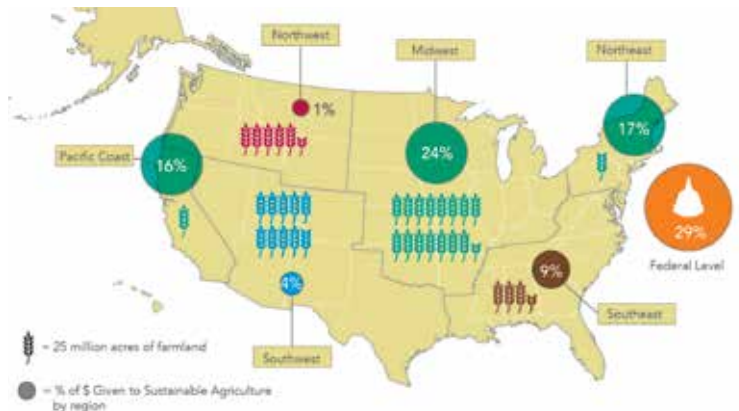 Northwest
Midwest
Northeast
1%
17%
24%
Pacific Coast
16%
29%
Federal Level
9%
4%
Southeast
= 25 million acres of farmland
Southwest
= % of $ Given to Sustainable Agriculture
by region